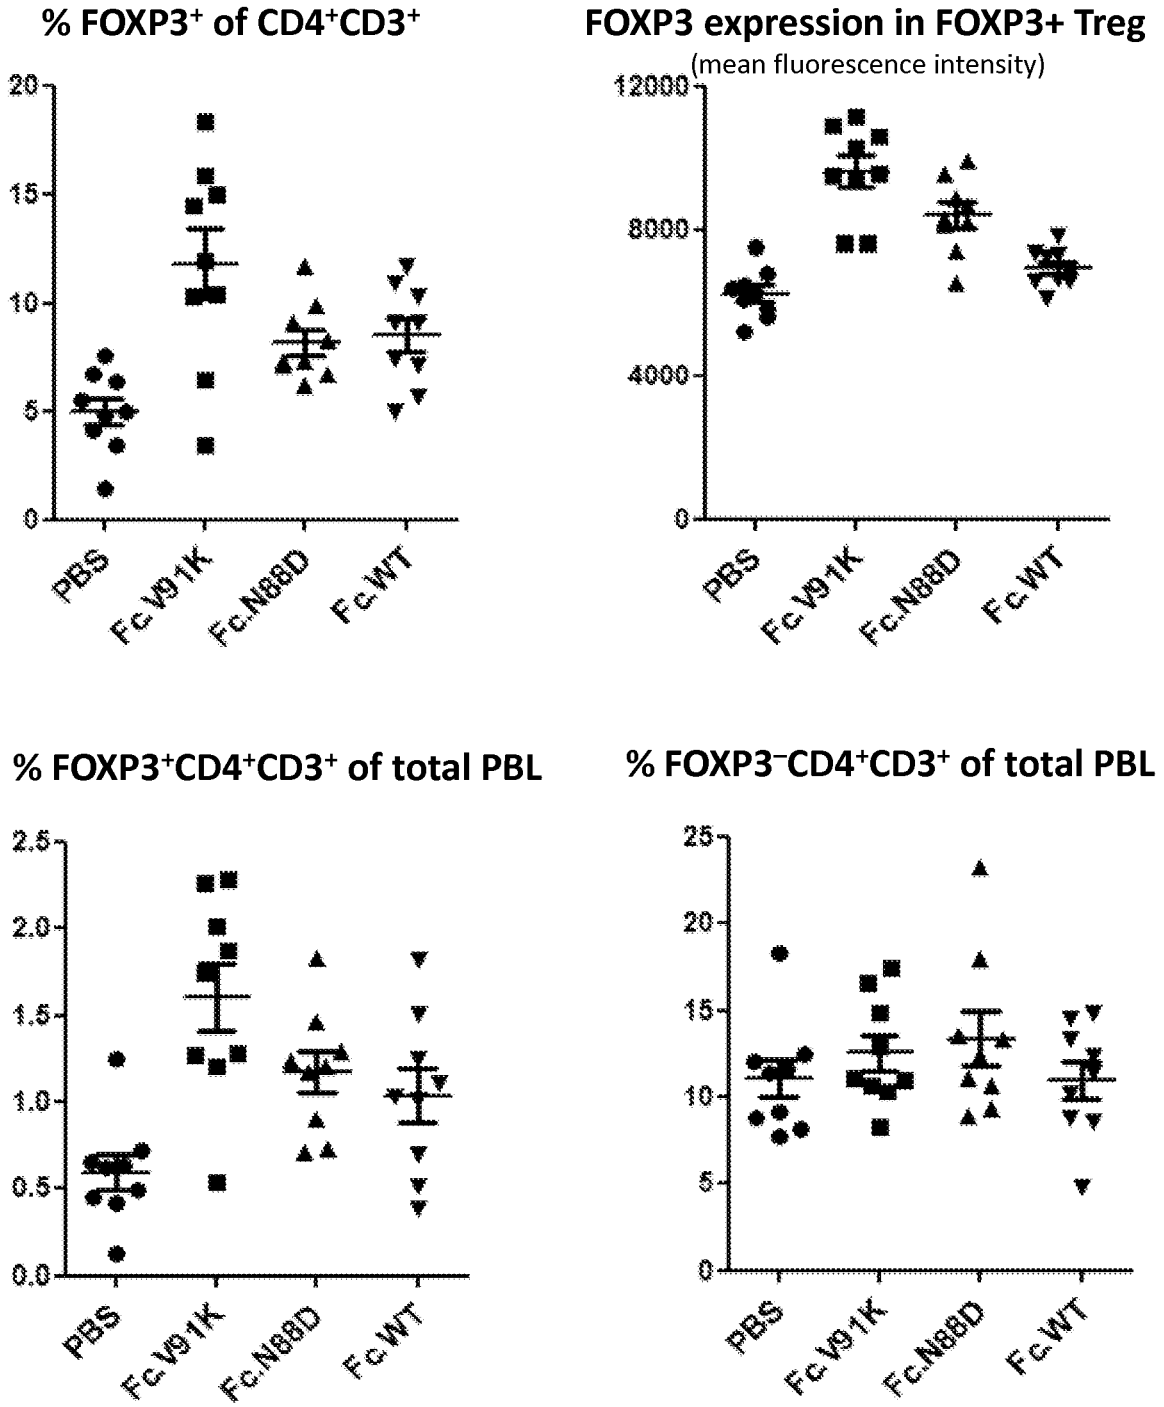 % FOXP3⁺ of CD4⁺CD3⁺
20
15
10
5
0
PBS
Fc.V91K
Fc.N88D
Fc.WT
FOXP3 expression in FOXP3+ Treg
(mean fluorescence intensity)
12000
8000
4000
0
PBS
Fc.V91K
Fc.N88D
Fc.WT
% FOXP3⁺CD4⁺CD3⁺ of total PBL
2.5
2.0
1.5
1.0
0.5
0.0
PBS
Fc.V91K
Fc.N88D
Fc.WT
% FOXP3⁻CD4⁺CD3⁺ of total PBL
25
20
15
10
5
0
PBS
Fc.V91K
Fc.N88D
Fc.WT